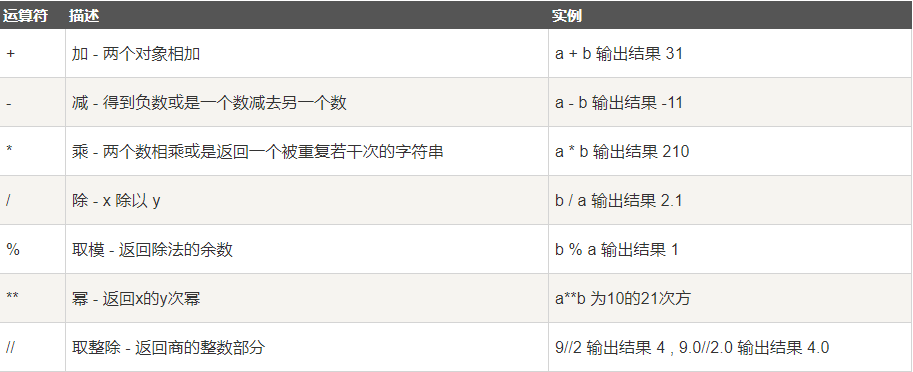 运算符 描述 实例
+ 加 - 两个对象相加 a + b 输出结果 31
- 减 - 得到负数或是一个数减去另一个数 a - b 输出结果 -11
* 乘 - 两个数相乘或是返回一个被重复若干次的字符串 a * b 输出结果 210
/ 除 - x 除以 y b / a 输出结果 2.1
% 取模 - 返回除法的余数 b % a 输出结果 1
** 幂 - 返回x的y次幂 a**b 为10的21次方
// 取整除 - 返回商的整数部分 9//2 输出结果 4 , 9.0//2.0 输出结果 4.0